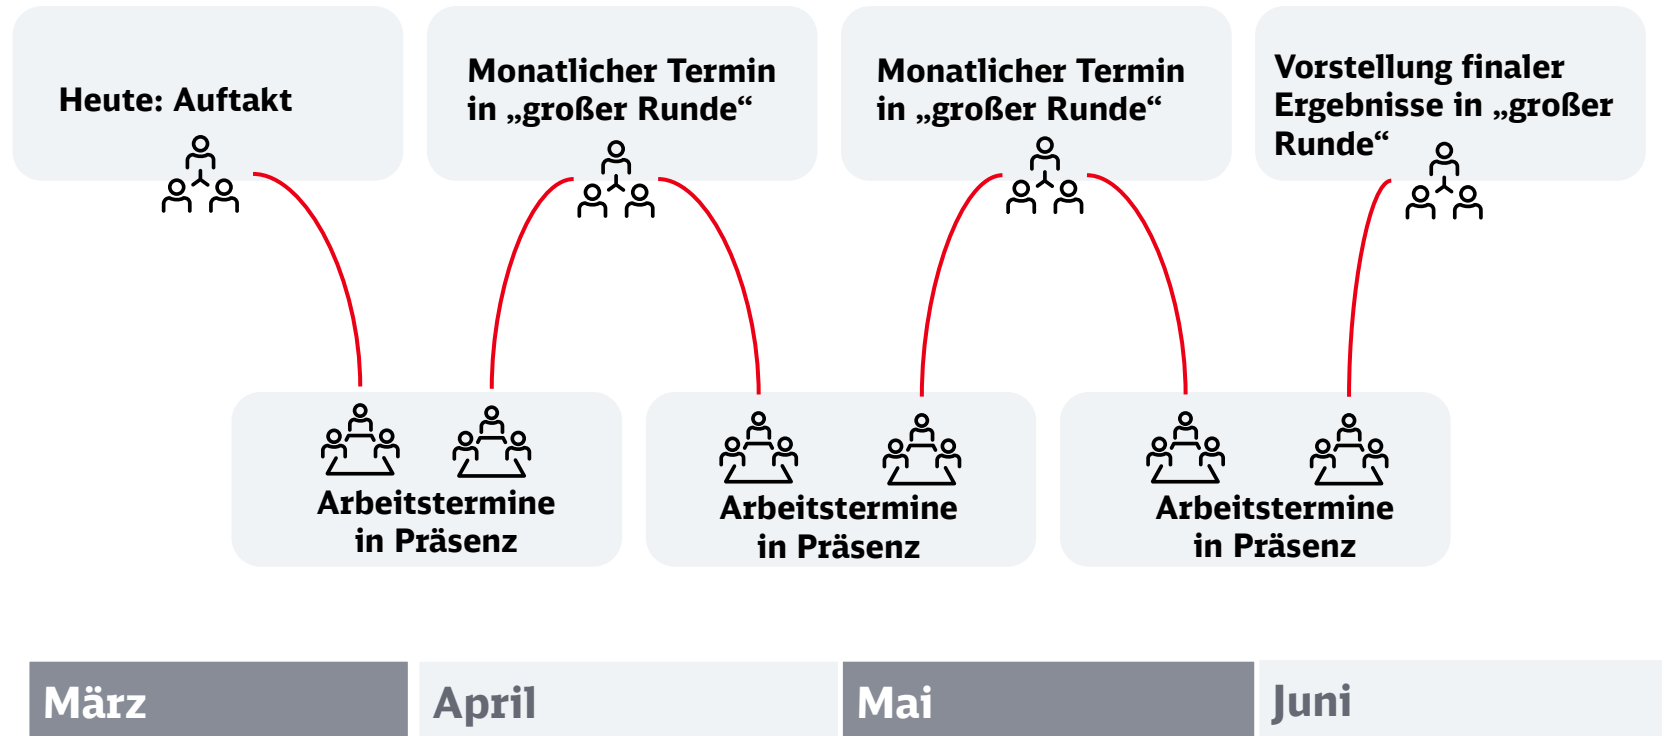 Heute: Auftakt
Monatlicher Termin
in „großer Runde“
Monatlicher Termin
in „großer Runde“
Vorstellung finaler
Ergebnisse in „großer
Runde“
Arbeitstermine
in Präsenz
Arbeitstermine
in Präsenz
Arbeitstermine
in Präsenz
März
April
Mai
Juni